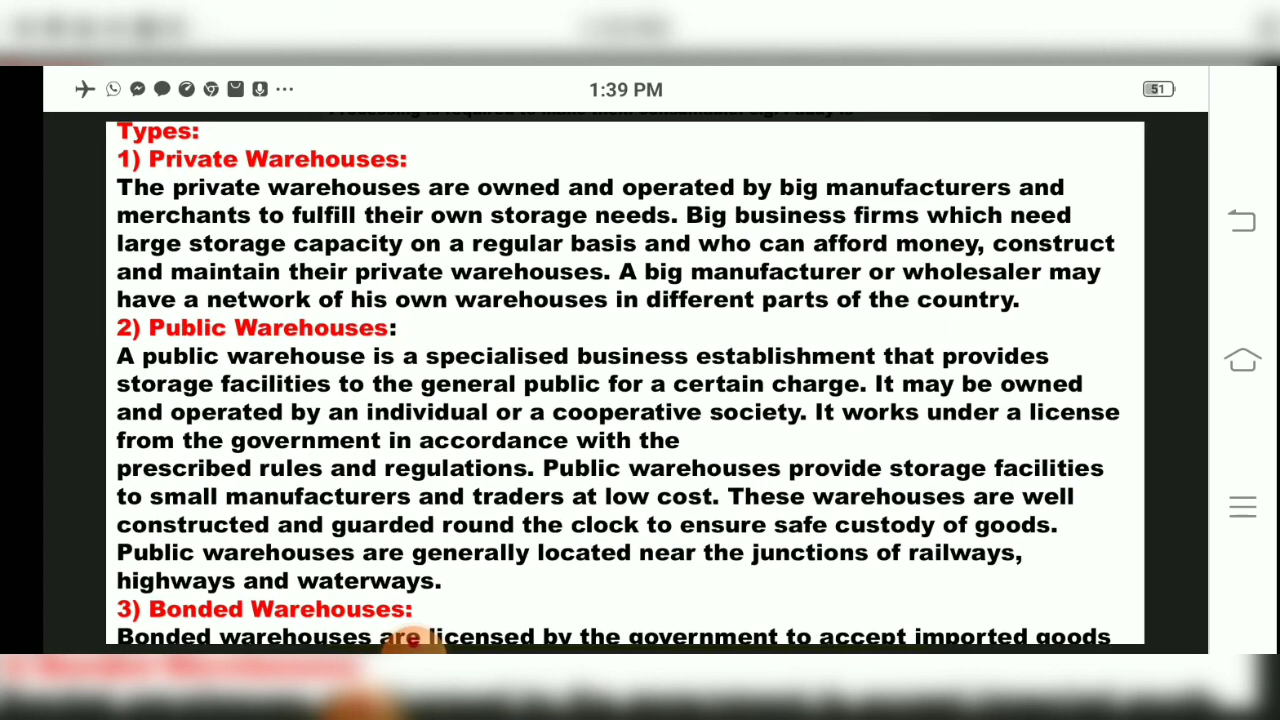 1:39 PM
51
Types:
1) Private Warehouses:
The private warehouses are owned and operated by big manufacturers and
merchants to fulfill their own storage needs. Big business firms which need
large storage capacity on a regular basis and who can afford money, construct
and maintain their private warehouses. A big manufacturer or wholesaler may
have a network of his own warehouses in different parts of the country.
2) Public Warehouses:
A public warehouse is a specialised business establishment that provides
storage facilities to the general public for a certain charge. It may be owned
and operated by an individual or a cooperative society. It works under a license
from the government in accordance with the
prescribed rules and regulations. Public warehouses provide storage facilities
to small manufacturers and traders at low cost. These warehouses are well
constructed and guarded round the clock to ensure safe custody of goods.
Public warehouses are generally located near the junctions of railways,
highways and waterways.
3) Bonded Warehouses:
Bonded warehouses are licensed by the government to accept imported goods